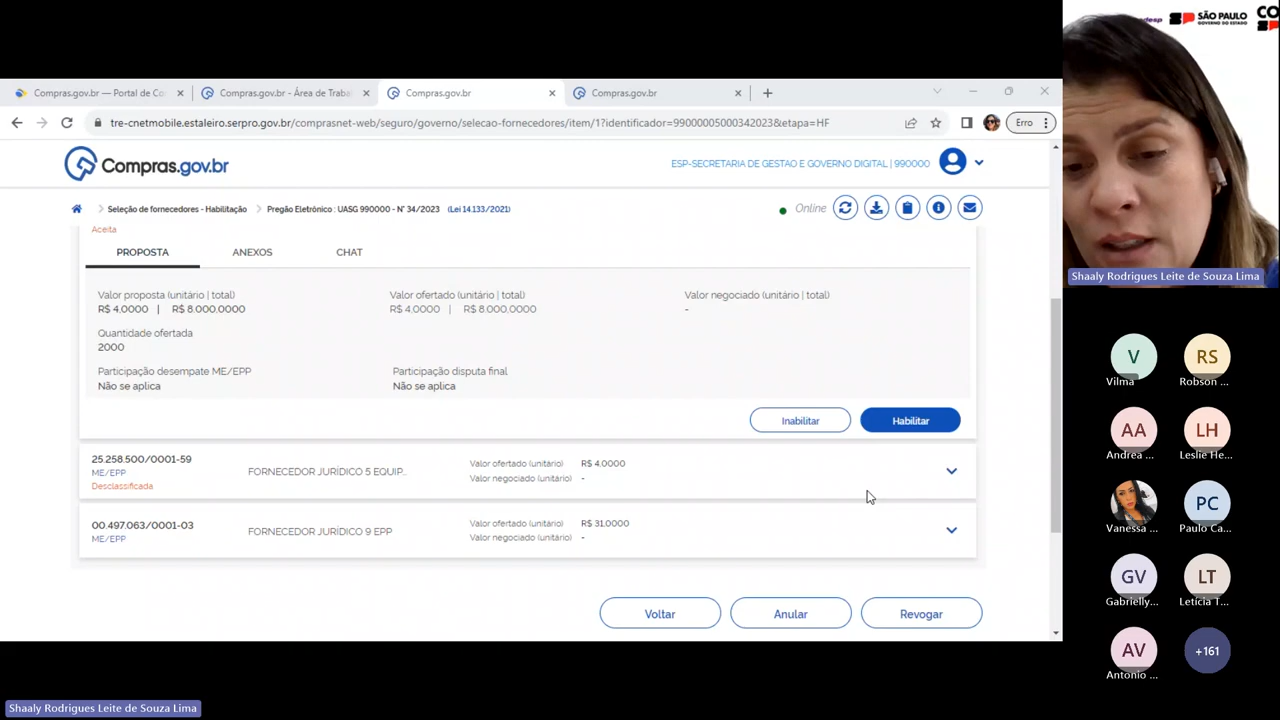 SÃO PAULO
GOVERNO DO ESTADO
Compras.gov.br — Portal de Co
Compras.gov.br - Área de Traba
Compras.gov.br
Compras.gov.br
tre-cnetmobile.estaleiro.serpro.gov.br/comprasnet-web/seguro/governo/selecao-fornecedores/item/1?identificador=99000005000342023&etapa=HF
Erro
Compras.gov.br
ESP-SECRETARIA DE GESTAO E GOVERNO DIGITAL | 990000
Seleção de fornecedores - Habilitação
Pregão Eletrônico : UASG 990000 - N° 34/2023
(Lei 14.133/2021)
Online
Aceita
PROPOSTA
ANEXOS
CHAT
Valor proposta (unitário | total)
Valor ofertado (unitário | total)
Valor negociado (unitário | total)
R$ 4,0000 | R$ 8.000,0000
R$ 4,0000 | R$ 8.000,0000
-
Quantidade ofertada
2000
Participação desempate ME/EPP
Participação disputa final
Não se aplica
Não se aplica
Inabilitar
Habilitar
25.258.500/0001-59
ME/EPP
Desclassificada
FORNECEDOR JURÍDICO 5 EQUIP...
Valor ofertado (unitário) R$ 4,0000
Valor negociado (unitário) -
00.497.063/0001-03
ME/EPP
FORNECEDOR JURÍDICO 9 EPP
Valor ofertado (unitário) R$ 31,0000
Valor negociado (unitário) -
Voltar
Anular
Revogar
Shaaly Rodrigues Leite de Souza Lima
V
Vilma
RS
Robson ...
AA
Andrea ...
LH
Leslie He...
Vanessa ...
PC
Paulo Ca...
GV
Gabrielly...
LT
Leticia T...
AV
Antonio ...
+161
Shaaly Rodrigues Leite de Souza Lima